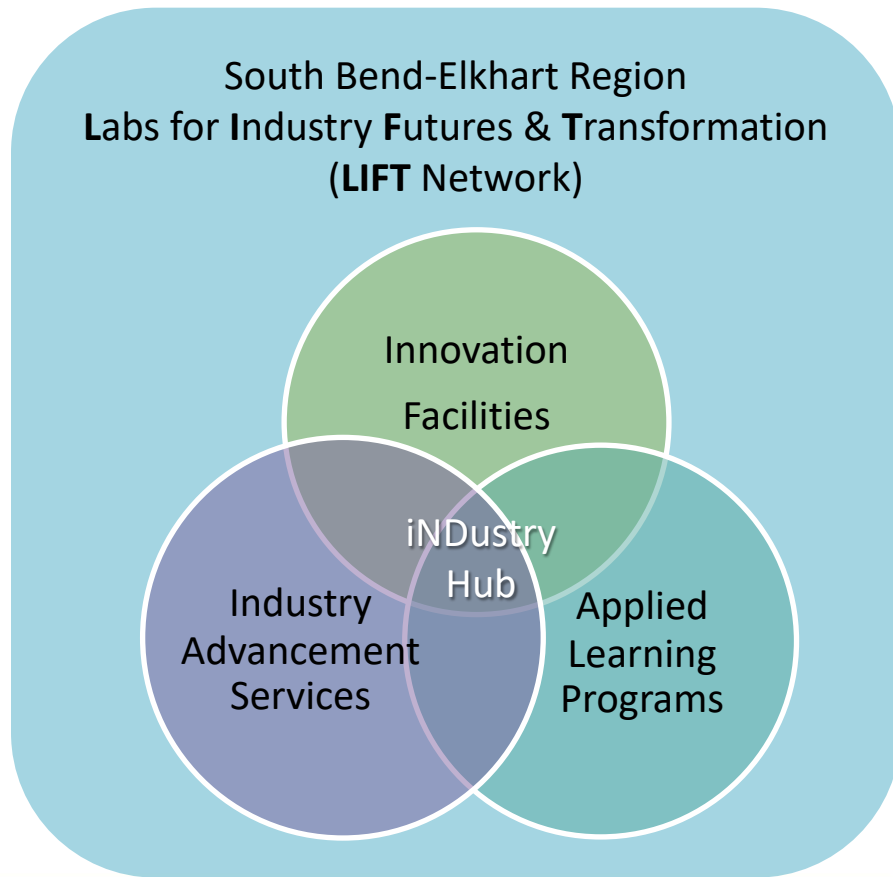 South Bend-Elkhart Region
Labs for Industry Futures & Transformation
(LIFT Network)
Innovation
Facilities
iNDustry
Hub
Industry
Advancement
Services
Applied
Learning
Programs